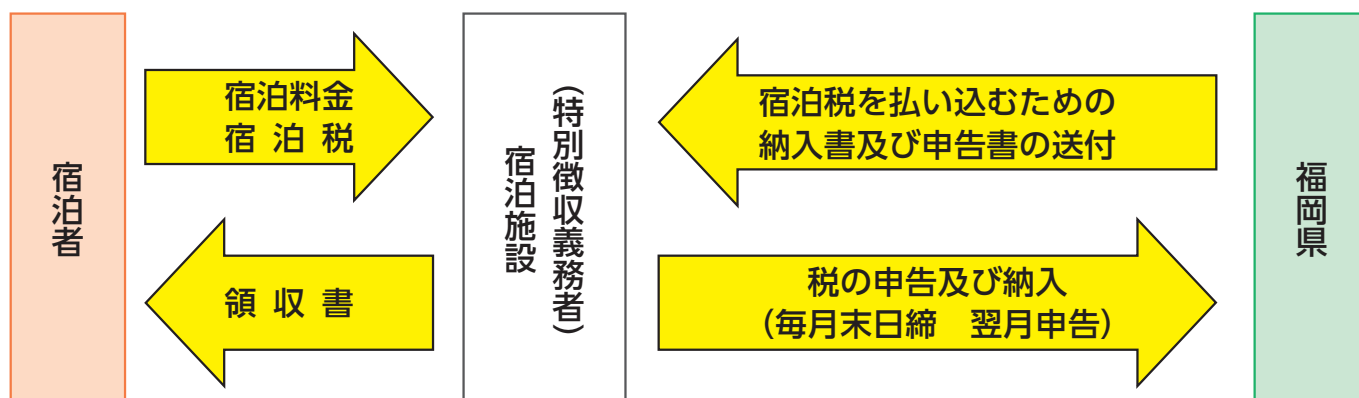 宿泊者
宿泊料金
宿 泊 税
領 収 書
(特別徴収義務者)
宿泊施設
宿泊税を払い込むための
納入書及び申告書の送付
税の申告及び納入
(毎月末日締　翌月申告)
福岡県